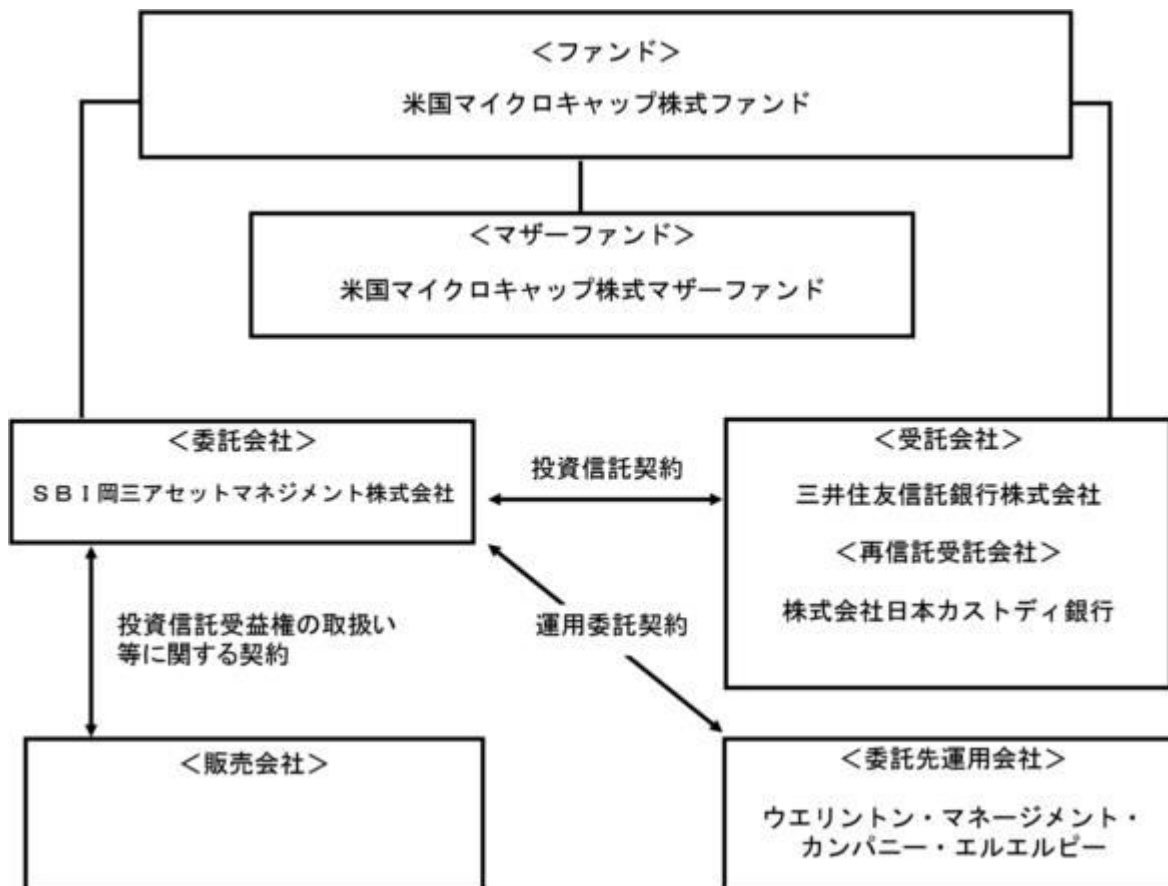 ＜ファンド＞
米国マイクロキャップ株式ファンド
＜マザーファンド＞
米国マイクロキャップ株式マザーファンド
＜委託会社＞
ＳＢＩ岡三アセットマネジメント株式会社
投資信託契約
＜受託会社＞
三井住友信託銀行株式会社
＜再信託受託会社＞
株式会社日本カストディ銀行
投資信託受益権の取扱い
等に関する契約
運用委託契約
＜販売会社＞
＜委託先運用会社＞
ウエリントン・マネージメント・
カンパニー・エルエルピー